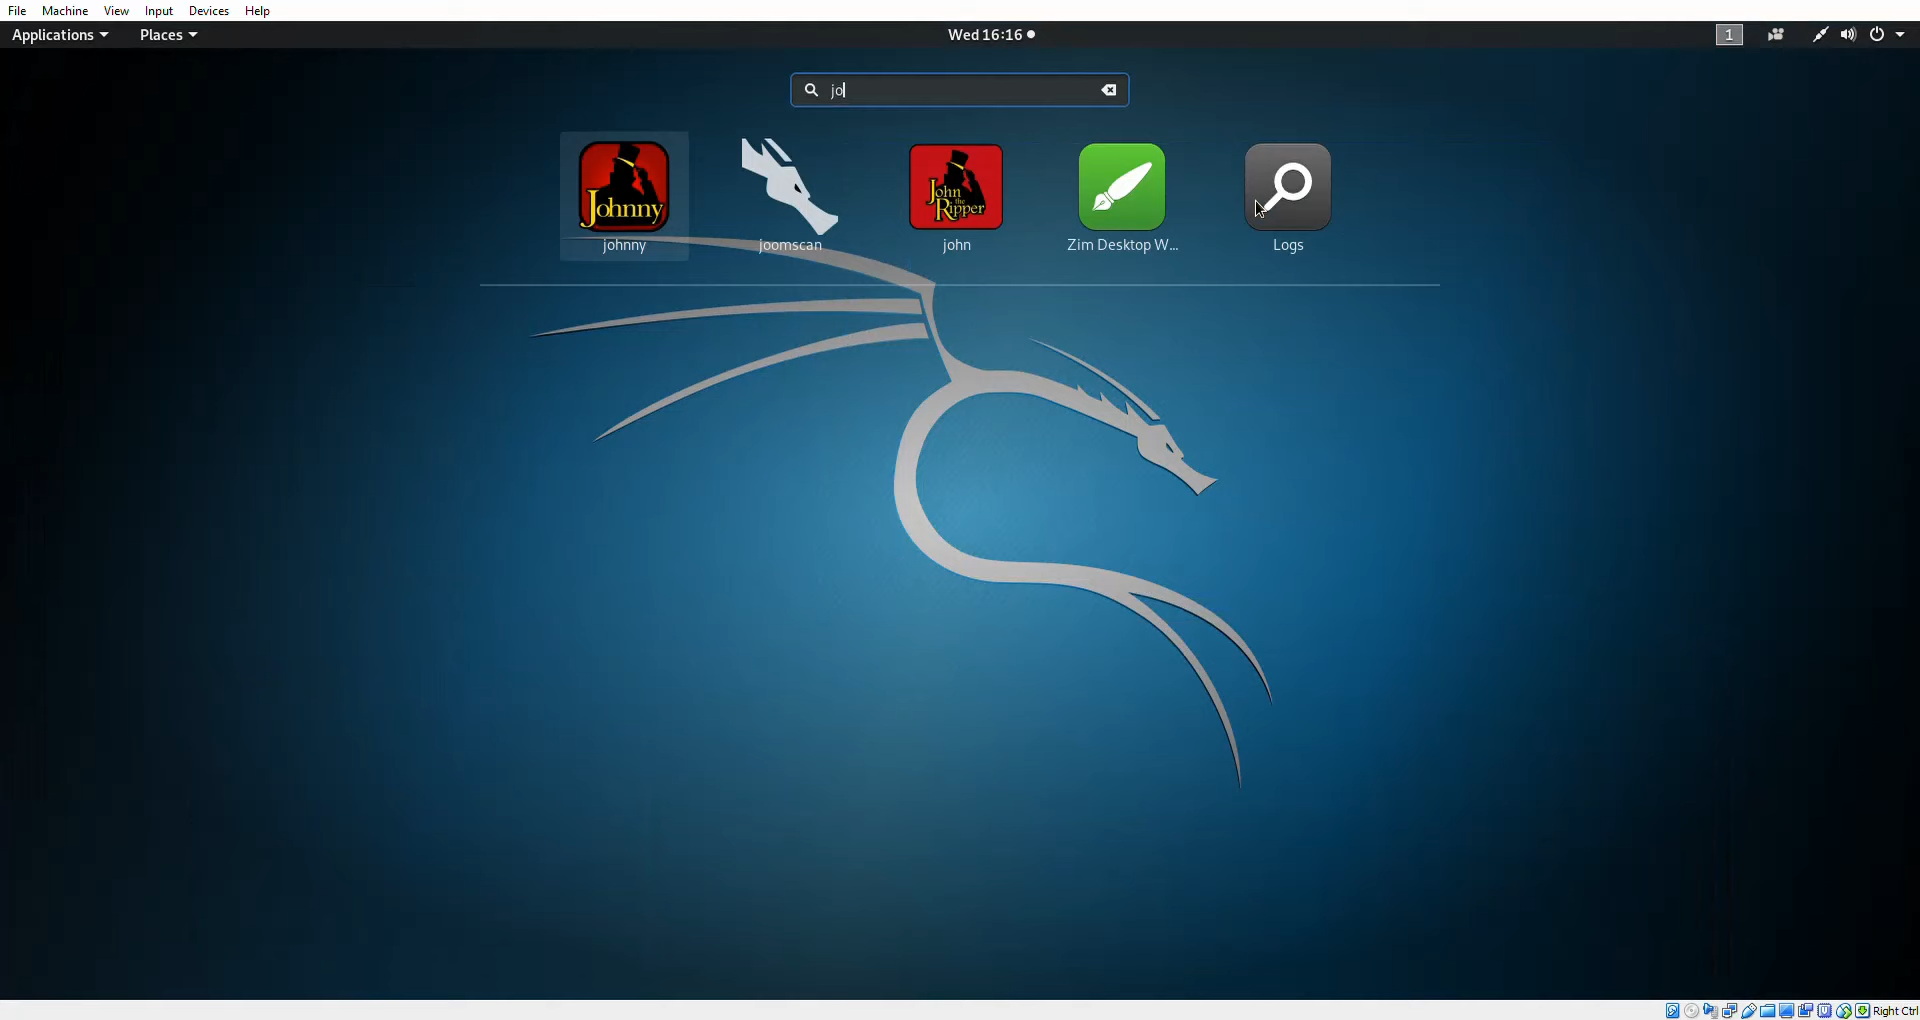 File Machine View Input Devices Help
Applications Places Wed 16:16 1
jo
Johnny
John the Ripper
johnny joomscan john Zim Desktop W... Logs
Right Ctrl